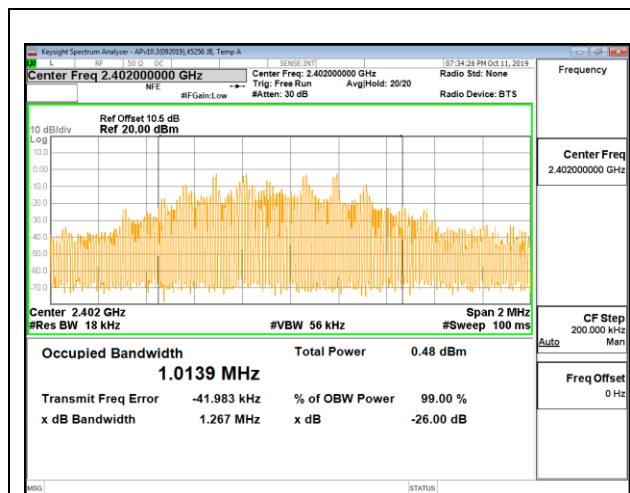 Keysight Spectrum Analyzer - APv10.3(092019),45256 JB, Temp A
L RF 50 Ω DC SENSE:INT 07:34:26 PM Oct 11, 2019
Center Freq 2.402000000 GHz
Center Freq: 2.402000000 GHz
Radio Std: None
NFE
Trig: Free Run Avg|Hold: 20/20
#IFGain:Low
#Atten: 30 dB
Radio Device: BTS
Frequency
Ref Offset 10.5 dB
10 dB/div Ref 20.00 dBm
Log
10.0
0.00
-10.0
-20.0
-30.0
-40.0
-50.0
-60.0
-70.0
Center Freq
2.402000000 GHz
Center 2.402 GHz Span 2 MHz
#Res BW 18 kHz #VBW 56 kHz #Sweep 100 ms
CF Step
200.000 kHz
Auto Man
Occupied Bandwidth Total Power 0.48 dBm
1.0139 MHz
Transmit Freq Error -41.983 kHz % of OBW Power 99.00 %
x dB Bandwidth 1.267 MHz x dB -26.00 dB
Freq Offset
0 Hz
MSG STATUS